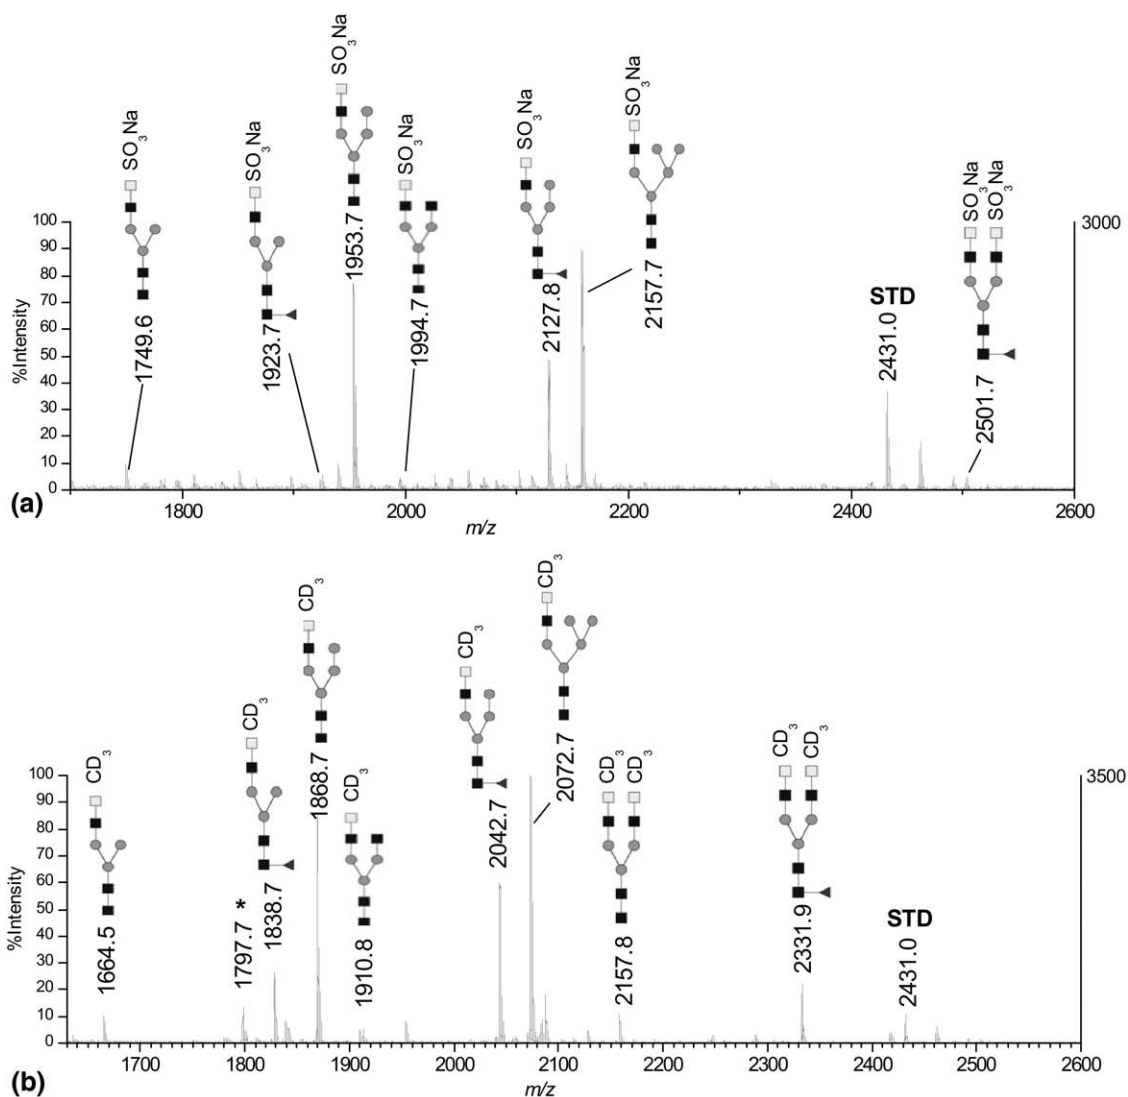 SO3Na
SO3Na
SO3Na
SO3Na
SO3Na
SO3Na
SO3Na
SO3Na
1749.6
1923.7
1953.7
1994.7
2127.8
2157.7
STD
2431.0
2501.7
3000
%Intensity
100
90
80
70
60
50
40
30
20
10
0
1800
2000
2200
2400
2600
m/z
(a)
CD3
CD3
CD3
CD3
CD3
CD3
CD3
CD3
CD3
CD3
1664.5
1797.7 *
1838.7
1868.7
1910.8
2042.7
2072.7
2157.8
2331.9
STD
2431.0
3500
%Intensity
100
90
80
70
60
50
40
30
20
10
0
1700
1800
1900
2000
2100
2200
2300
2400
2500
2600
m/z
(b)